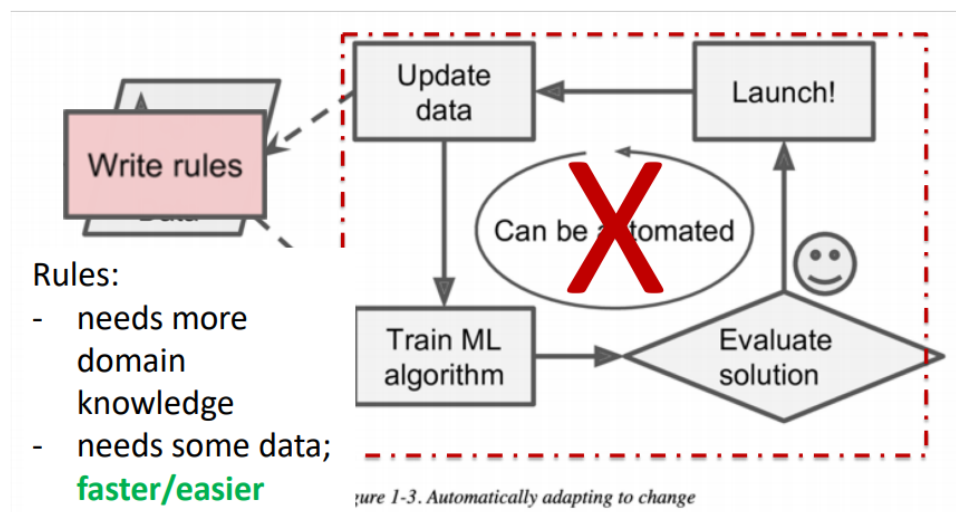 Update
data
Launch!
Write rules
Can be
tomated
Rules:
- needs more
domain
knowledge
- needs some data;
faster/easier
Train ML
algorithm
Evaluate
solution
gure 1-3. Automatically adapting to change